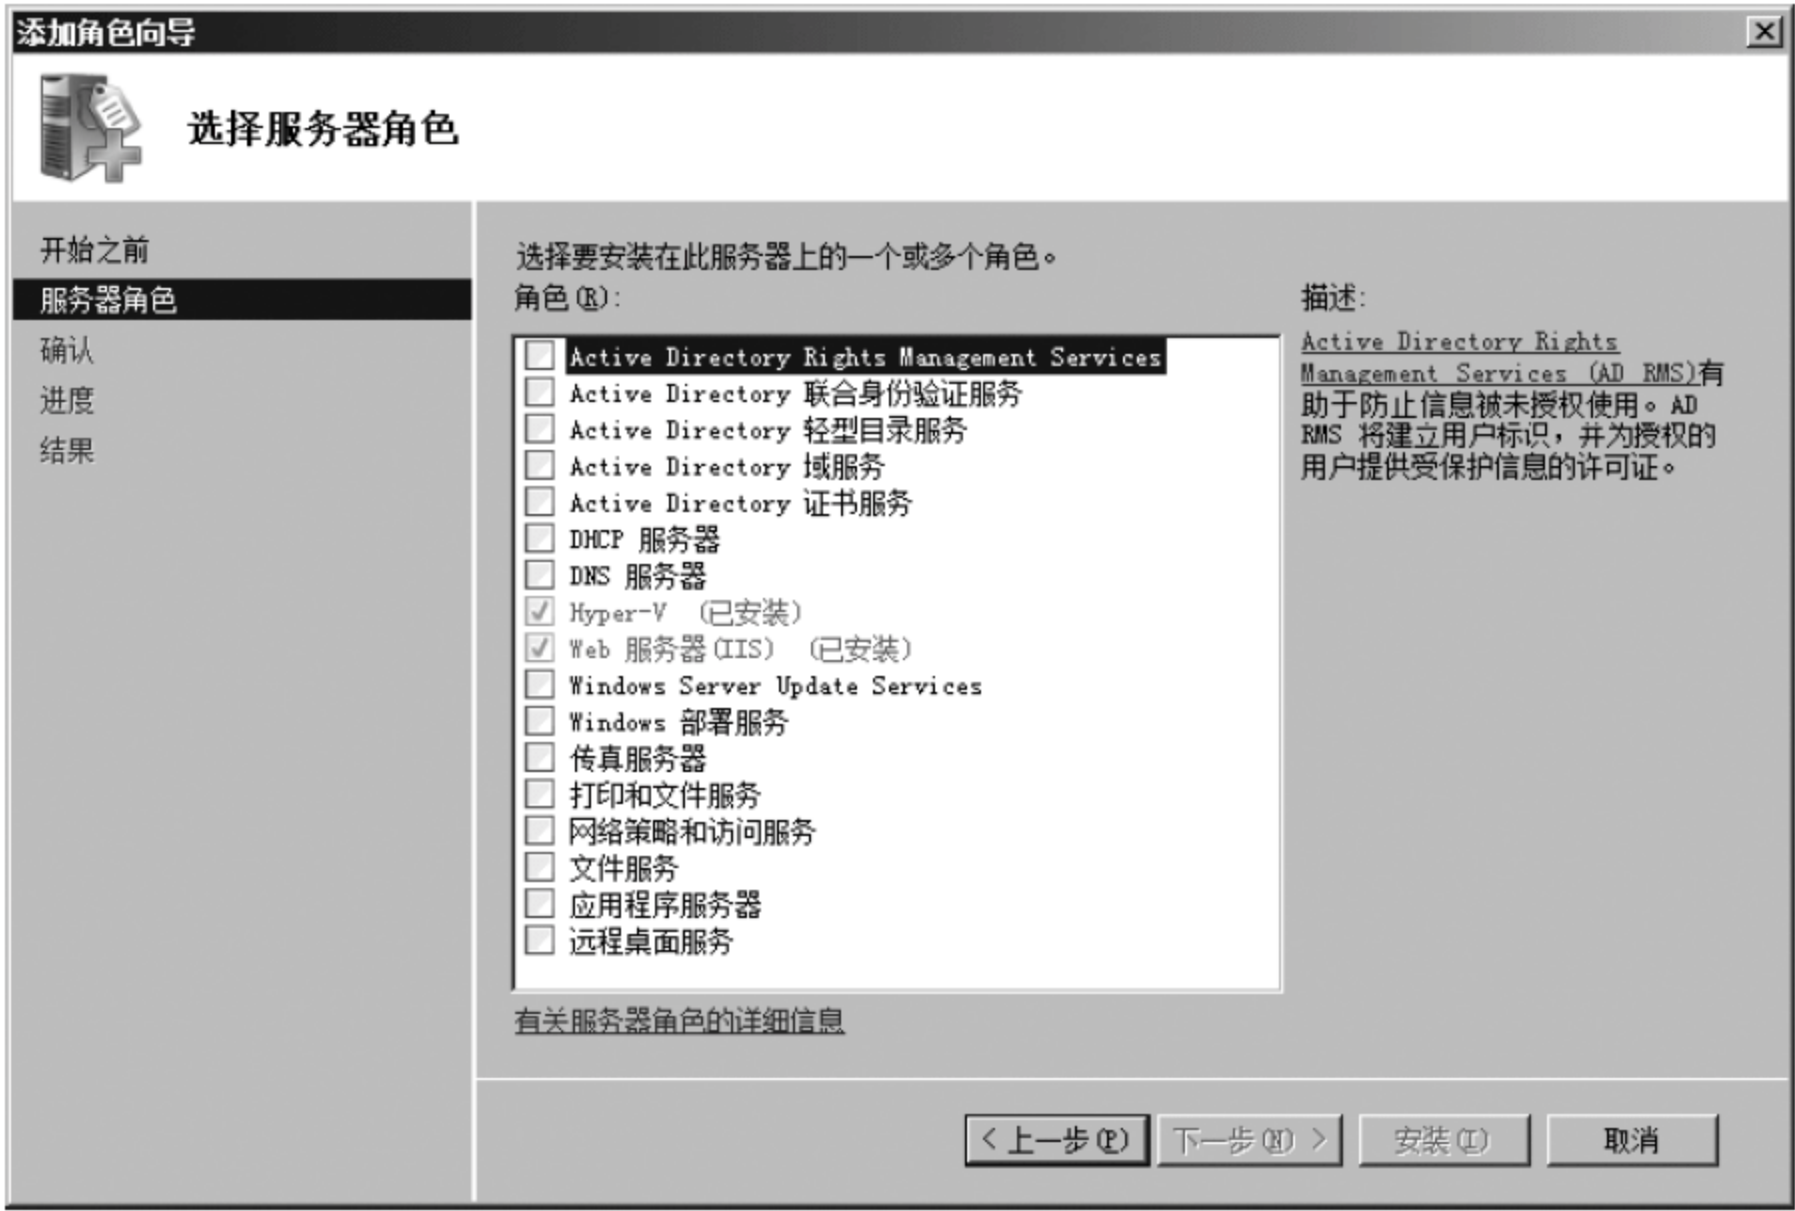 添加角色向导
选择服务器角色
开始之前
服务器角色
确认
进度
结果
选择要安装在此服务器上的一个或多个角色。
角色(R):
Active Directory Rights Management Services
Active Directory 联合身份验证服务
Active Directory 轻型目录服务
Active Directory 域服务
Active Directory 证书服务
DHCP 服务器
DNS 服务器
Hyper-V （已安装）
Web 服务器(IIS) （已安装）
Windows Server Update Services
Windows 部署服务
传真服务器
打印和文件服务
网络策略和访问服务
文件服务
应用程序服务器
远程桌面服务
有关服务器角色的详细信息
描述:
Active Directory Rights
Management Services (AD RMS)有
助于防止信息被未授权使用。AD
RMS 将建立用户标识，并为授权的
用户提供受保护信息的许可证。
< 上一步(P)
下一步(N) >
安装(I)
取消